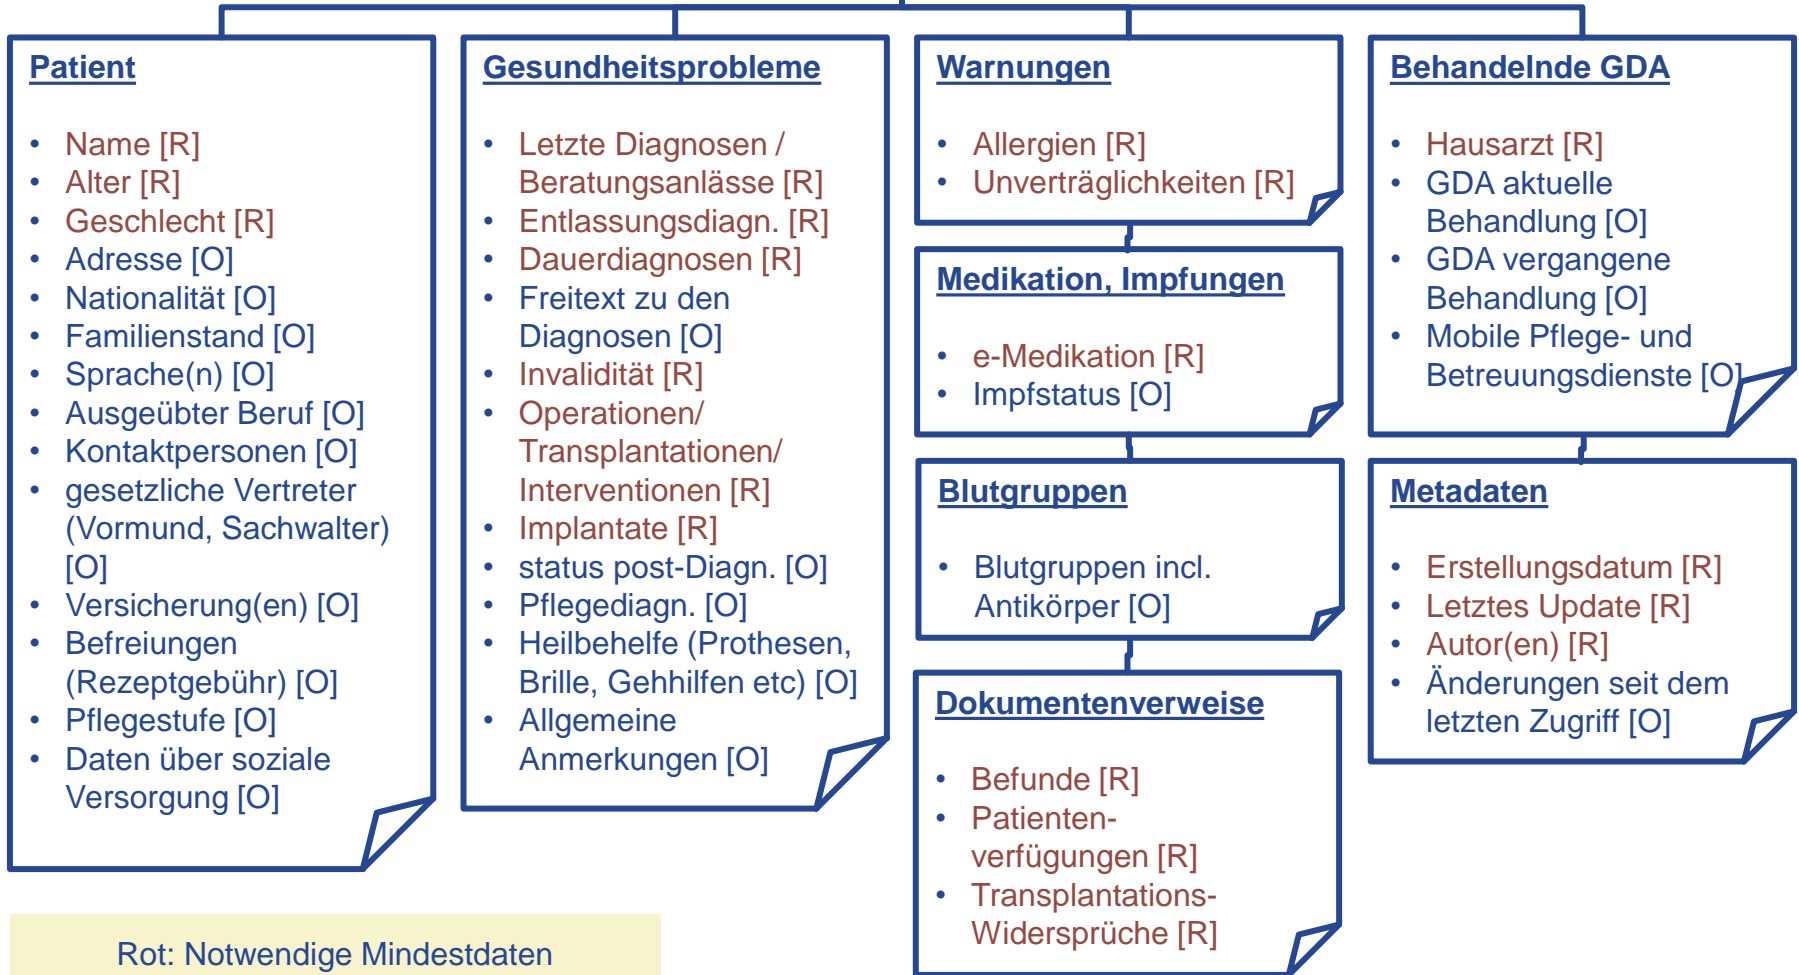 Patient
• Name [R]
• Alter [R]
• Geschlecht [R]
• Adresse [O]
• Nationalität [O]
• Familienstand [O]
• Sprache(n) [O]
• Ausgeübter Beruf [O]
• Kontaktpersonen [O]
• gesetzliche Vertreter
(Vormund, Sachwalter)
[O]
• Versicherung(en) [O]
• Befreiungen
(Rezeptgebühr) [O]
• Pflegestufe [O]
• Daten über soziale
Versorgung [O]
Gesundheitsprobleme
• Letzte Diagnosen /
Beratungsanlässe [R]
• Entlassungsdiagn. [R]
• Dauerdiagnosen [R]
• Freitext zu den
Diagnosen [O]
• Invalidität [R]
• Operationen/
Transplantationen/
Interventionen [R]
• Implantate [R]
• status post-Diagn. [O]
• Pflegediagn. [O]
• Heilbehelfe (Prothesen,
Brille, Gehhilfen etc) [O]
• Allgemeine
Anmerkungen [O]
Warnungen
• Allergien [R]
• Unverträglichkeiten [R]
Medikation, Impfungen
• e-Medikation [R]
• Impfstatus [O]
Blutgruppen
• Blutgruppen incl.
Antikörper [O]
Dokumentenverweise
• Befunde [R]
• Patienten-
verfügungen [R]
• Transplantations-
Widersprüche [R]
Behandelnde GDA
• Hausarzt [R]
• GDA aktuelle
Behandlung [O]
• GDA vergangene
Behandlung [O]
• Mobile Pflege- und
Betreuungsdienste [O]
Metadaten
• Erstellungsdatum [R]
• Letztes Update [R]
• Autor(en) [R]
• Änderungen seit dem
letzten Zugriff [O]
Rot: Notwendige Mindestdaten